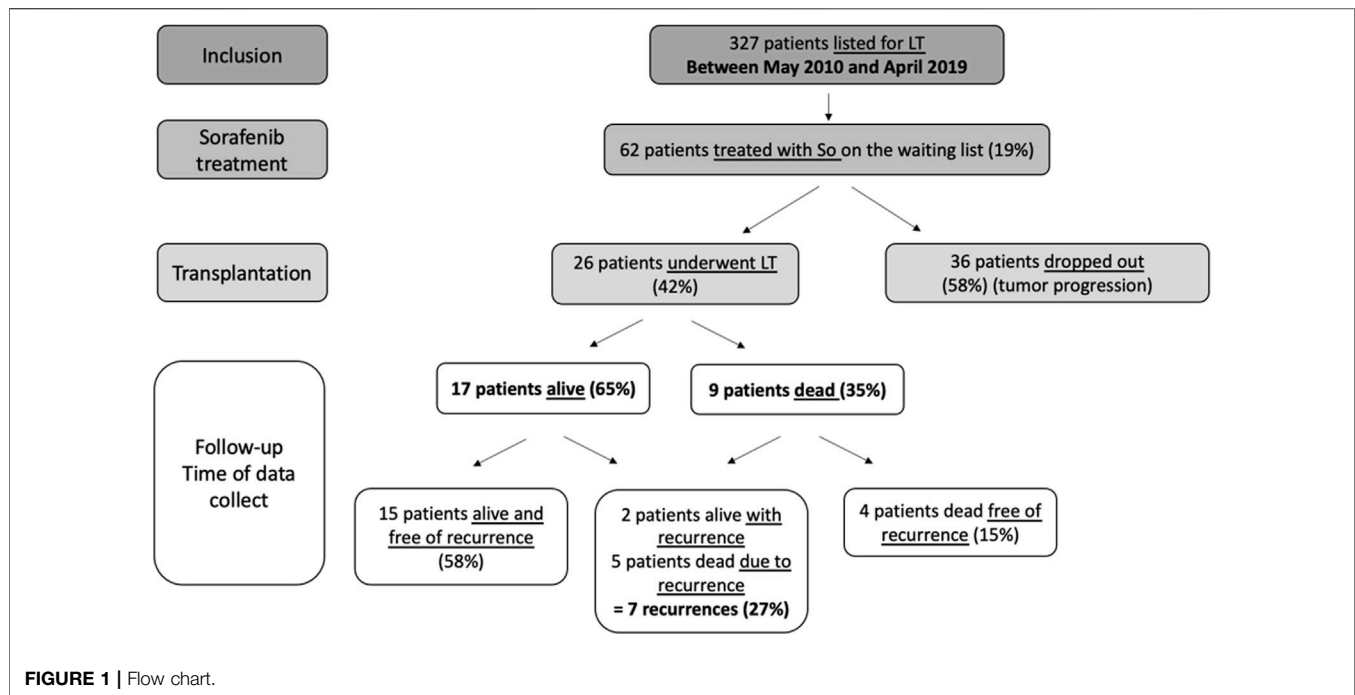 Inclusion
327 patients listed for LT
Between May 2010 and April 2019
Sorafenib
treatment
62 patients treated with So on the waiting list (19%)
Transplantation
26 patients underwent LT
(42%)
36 patients dropped out
(58%) (tumor progression)
17 patients alive (65%)
9 patients dead (35%)
Follow-up
Time of data
collect
15 patients alive and
free of recurrence
(58%)
2 patients alive with
recurrence
5 patients dead due to
recurrence
= 7 recurrences (27%)
4 patients dead free of
recurrence (15%)
FIGURE 1 | Flow chart.